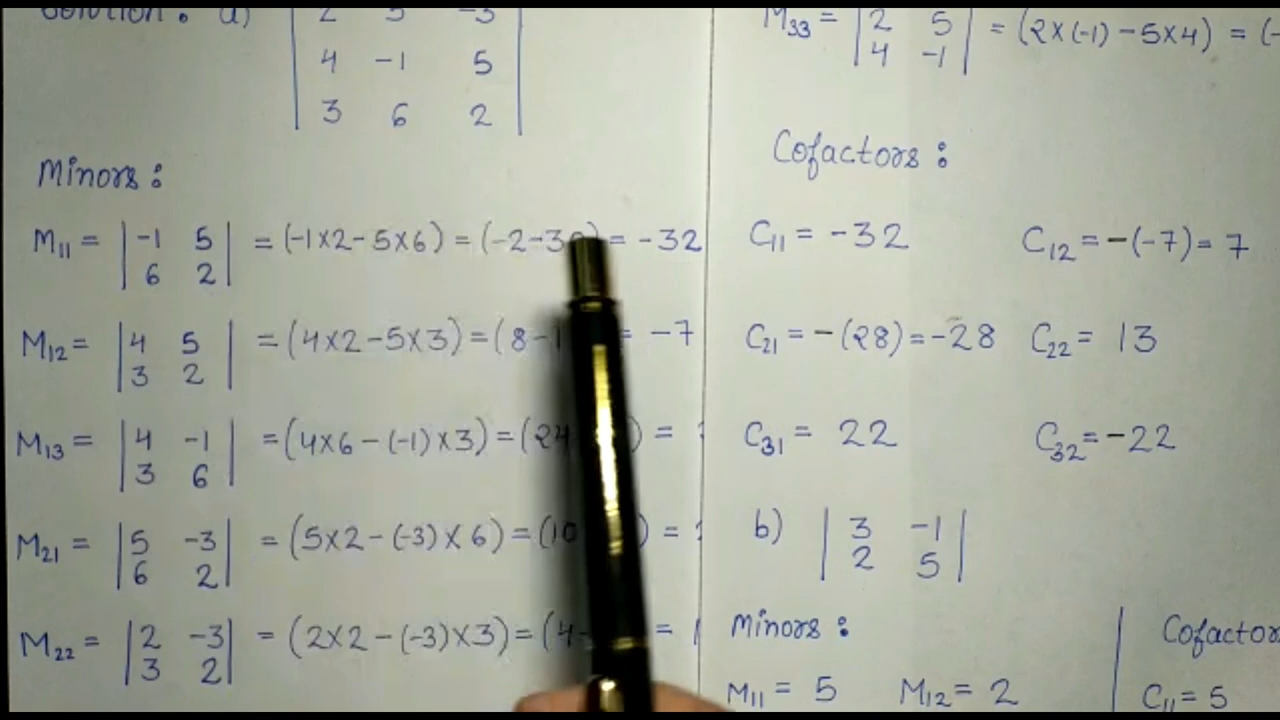 Solution : a) | 2 5 -3 |
| 4 -1 5 |
| 3 6 2 |
Minors :
M11 = | -1 5 | = (-1×2-5×6) = (-2-3 ) = -32
| 6 2 |
M12 = | 4 5 | = (4×2-5×3) = (8-1 = -7
| 3 2 |
M13 = | 4 -1 | = (4×6-(-1)×3) = (24 ) =
| 3 6 |
M21 = | 5 -3 | = (5×2-(-3)×6) = (10 ) =
| 6 2 |
M22 = | 2 -3 | = (2×2-(-3)×3) = (4 =
| 3 2 |
M33 = | 2 5 | = (2×(-1)-5×4) = (-
| 4 -1 |
Cofactors :
C11 = -32 C12 = -(-7) = 7
C21 = -(28) = -28 C22 = 13
C31 = 22 C32 = -22
b) | 3 -1 |
| 2 5 |
Minors : | Cofactor
M11 = 5 M12 = 2 | C11 = 5